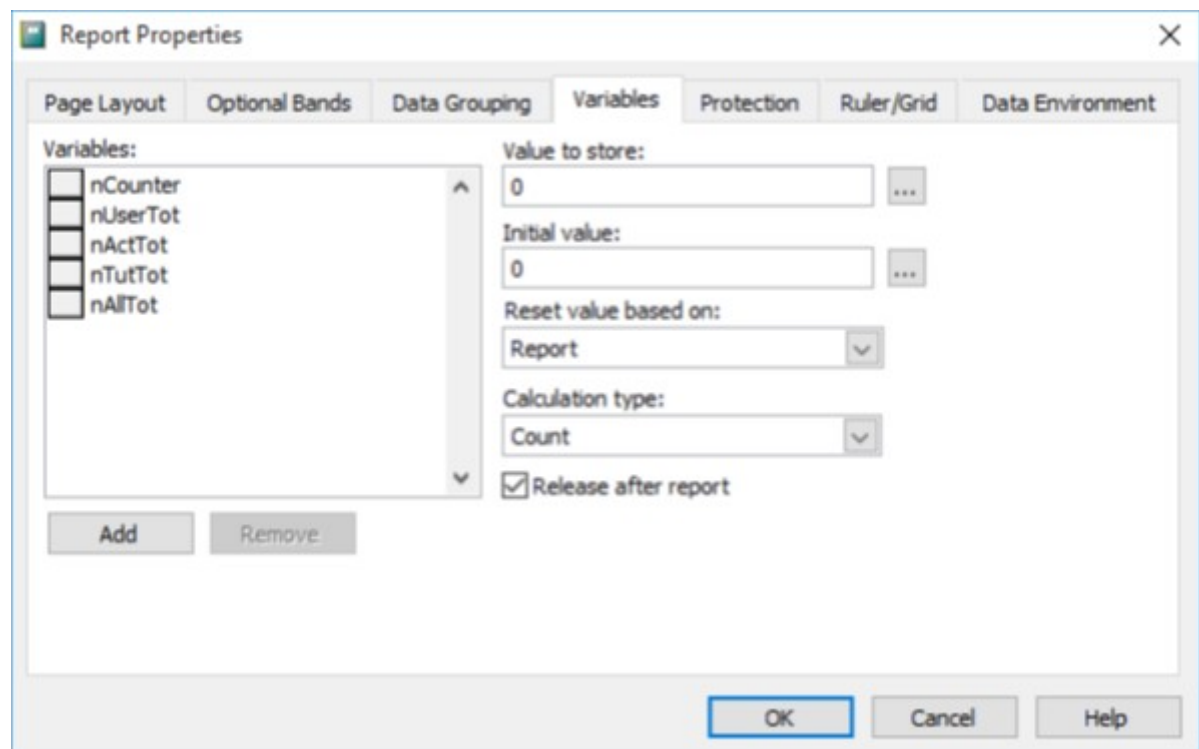 Report Properties
Page Layout Optional Bands Data Grouping Variables Protection Ruler/Grid Data Environment
Variables:
nCounter
nUserTot
nActTot
nTutTot
nAllTot
Add Remove
Value to store:
0 ...
Initial value:
0 ...
Reset value based on:
Report
Calculation type:
Count
Release after report
OK Cancel Help